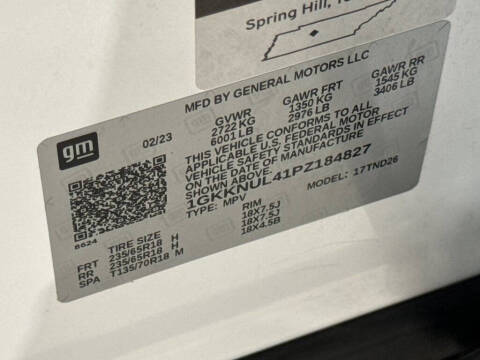 Spring Hill,
MFD BY GENERAL MOTORS LLC
gm
02/23
GVWR GAWR FRT GAWR RR
2722 KG 1350 KG 1545 KG
6001 LB 2976 LB 3406 LB
THIS VEHICLE CONFORMS TO ALL
APPLICABLE U.S. FEDERAL MOTOR
VEHICLE SAFETY STANDARDS IN EFFECT
ON THE DATE OF MANUFACTURE
1GKKNUL41PZ184827
TYPE: MPV MODEL: 17TND26
8624
TIRE SIZE RIM
FRT 235/65R18 H 18X7.5J
RR 235/65R18 H 18X7.5J
SPA T135/70R18 M 18X4.5B